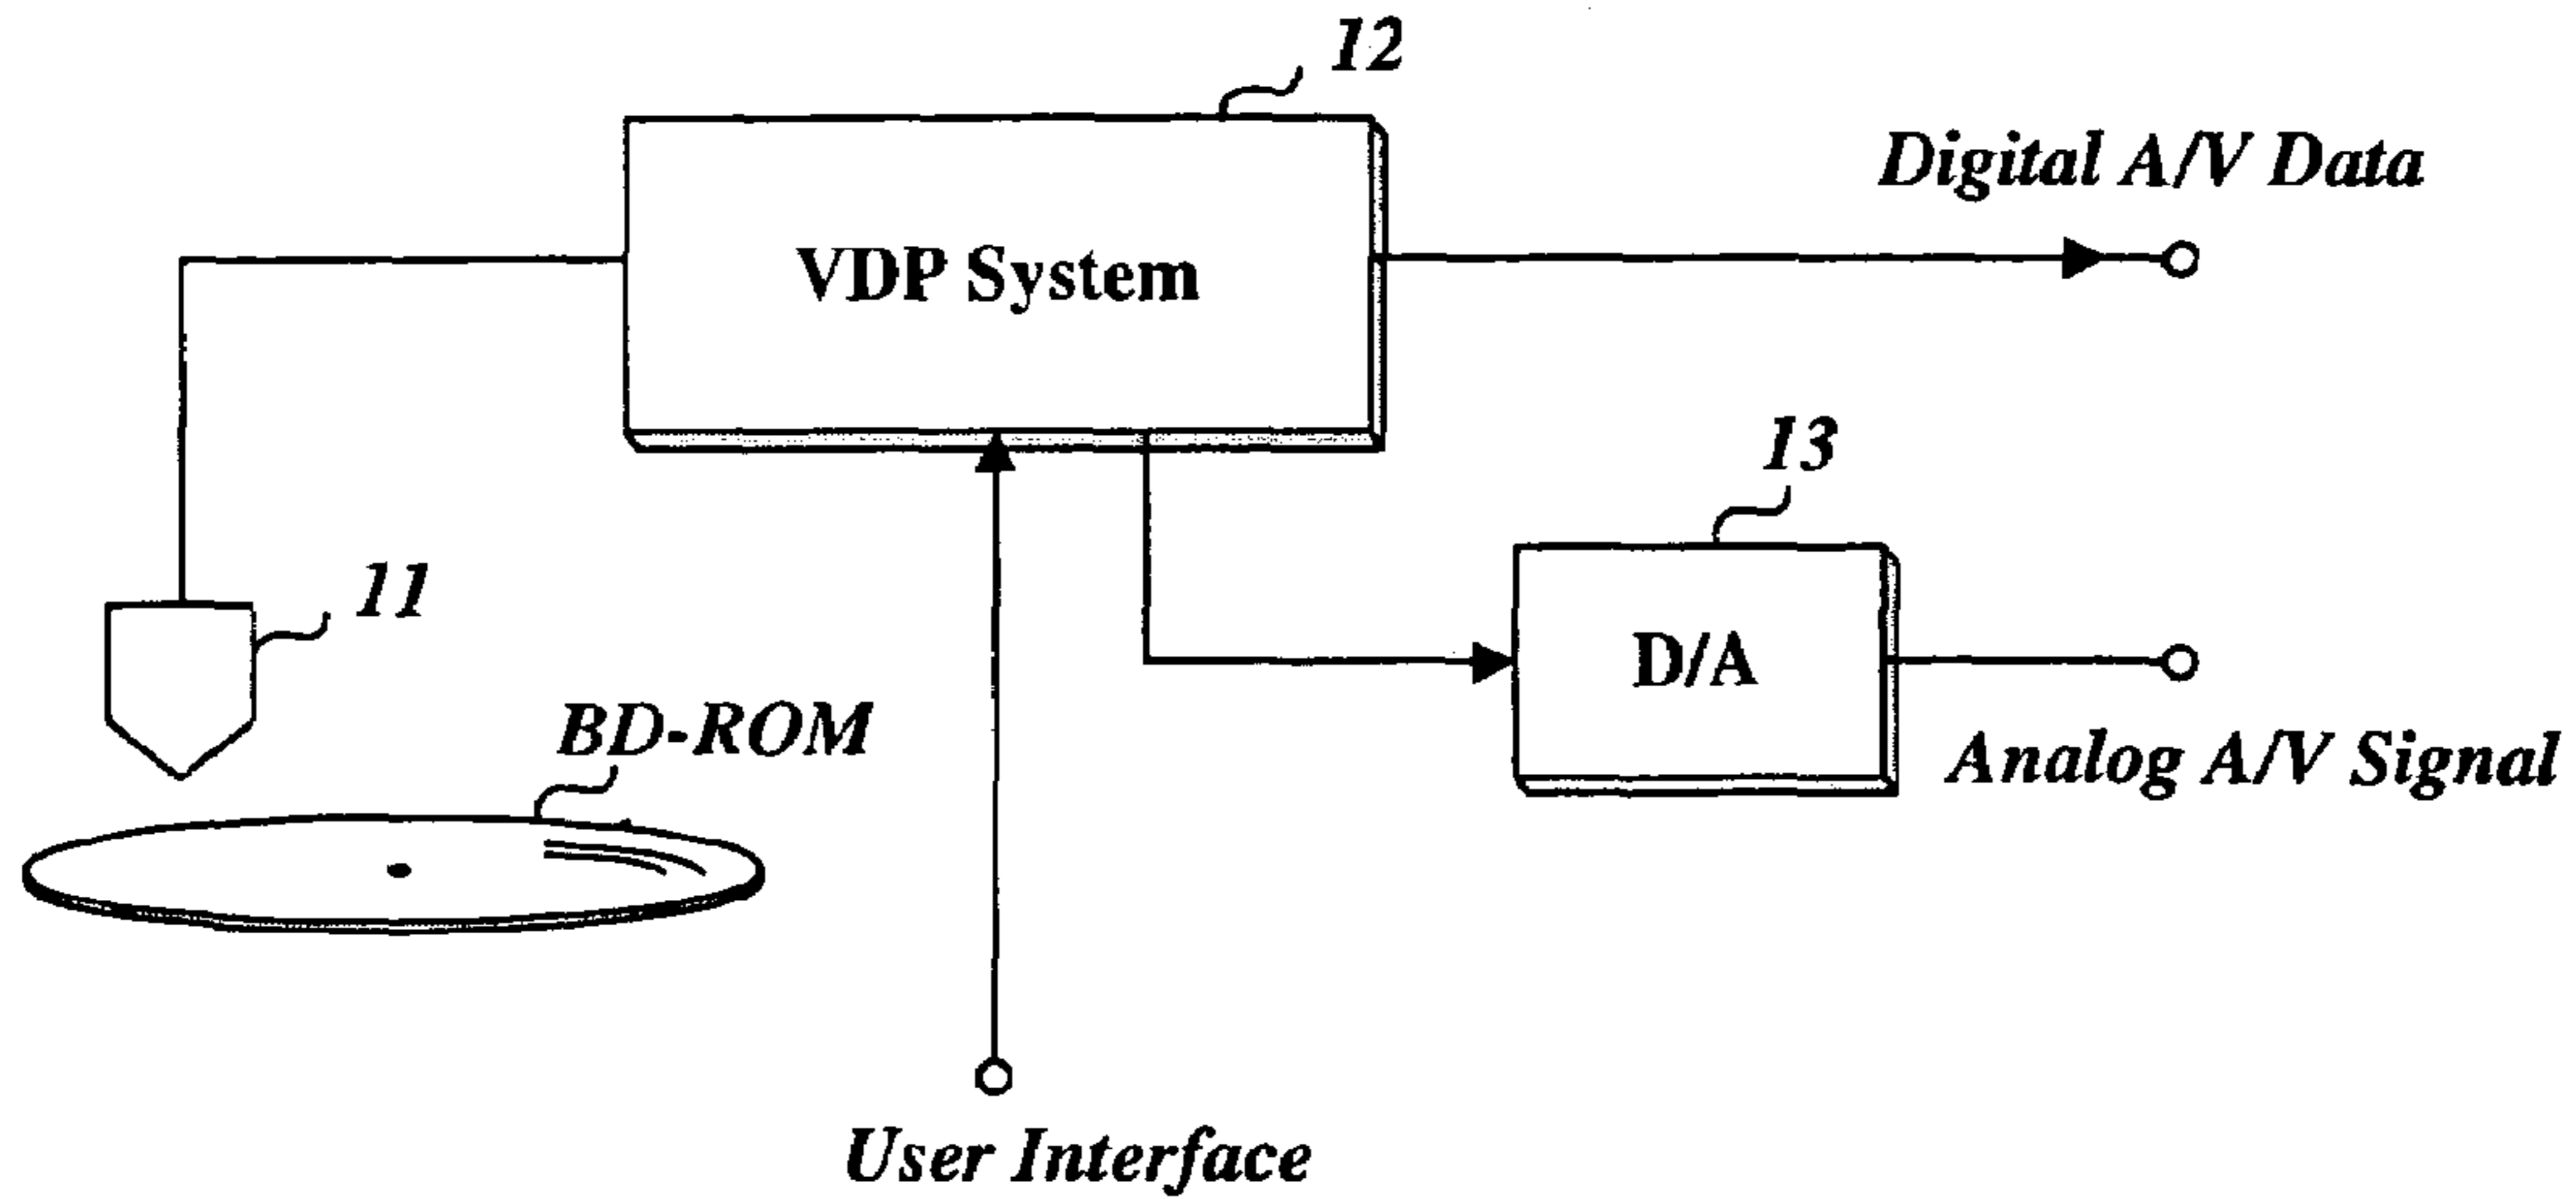 12
Digital A/V Data
VDP System
13
11
D/A
BD-ROM
Analog A/V Signal
User Interface